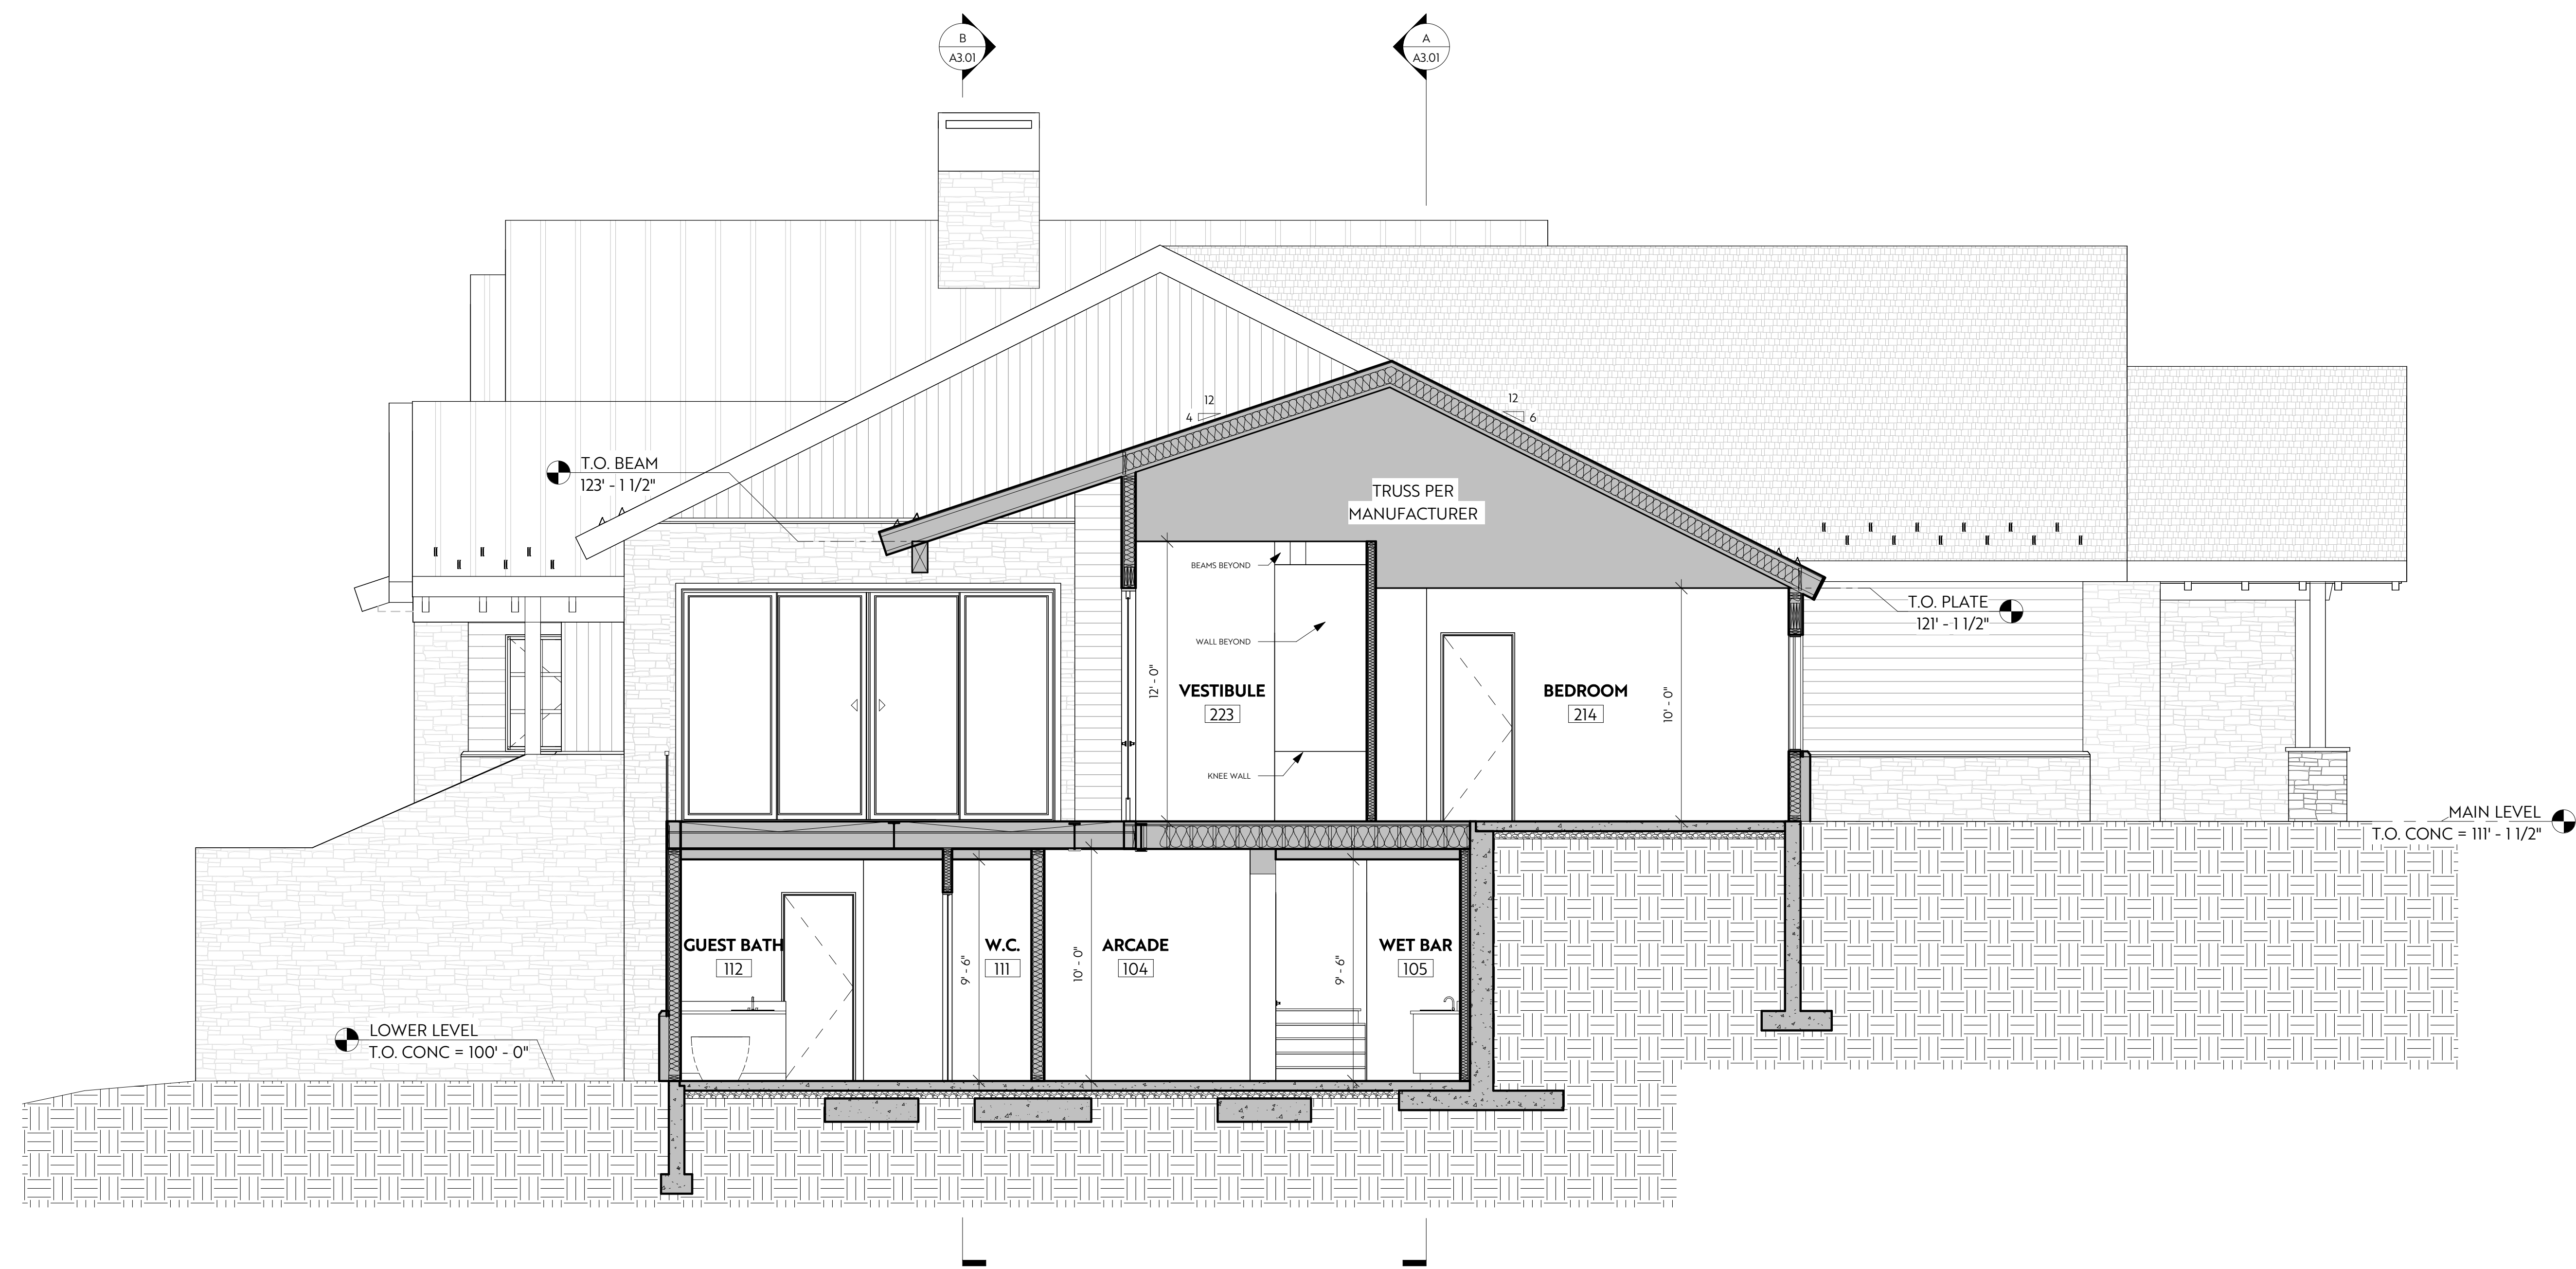 B
A3.01
A
A3.01
12
4
12
6
T.O. BEAM
123' - 1 1/2"
TRUSS PER
MANUFACTURER
BEAMS BEYOND
T.O. PLATE
121' - 1 1/2"
WALL BEYOND
12' - 0"
VESTIBULE
223
BEDROOM
214
10' - 0"
KNEE WALL
MAIN LEVEL
T.O. CONC = 111' - 1 1/2"
GUEST BATH
112
9' - 6"
W.C.
111
10' - 0"
ARCADE
104
9' - 6"
WET BAR
105
LOWER LEVEL
T.O. CONC = 100' - 0"